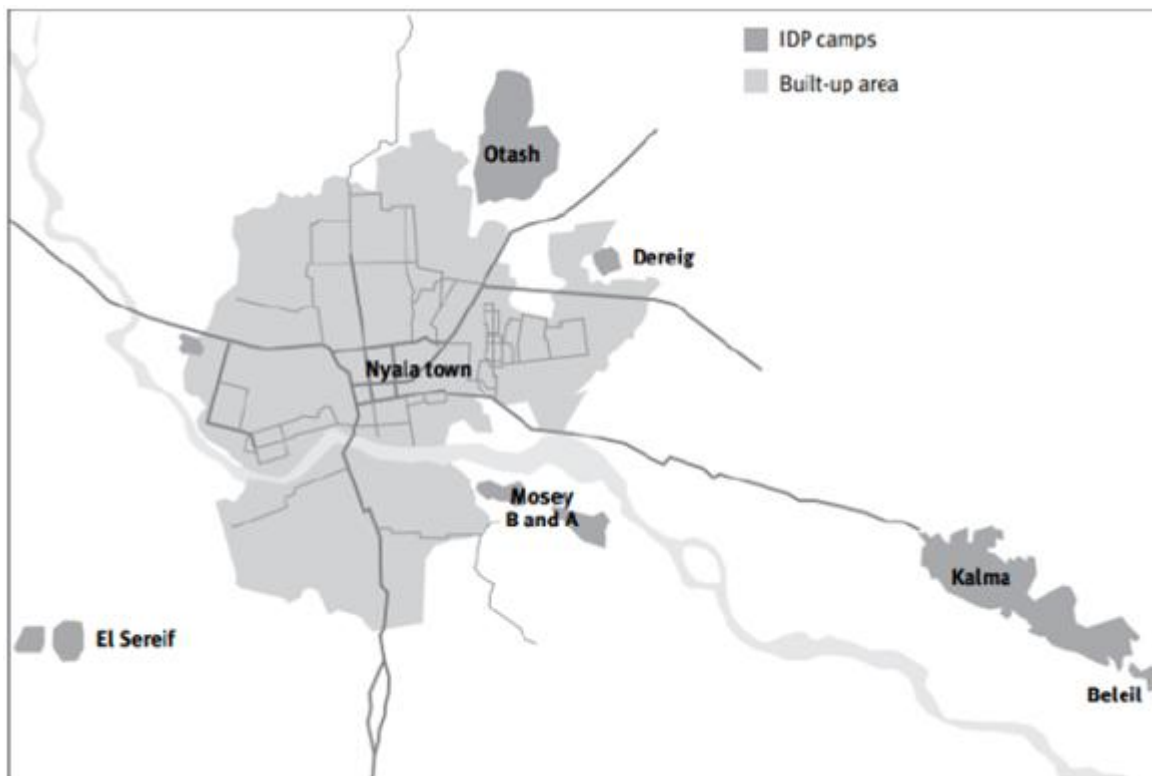 IDP camps
Built-up area
Otash
Dereig
Nyala town
Mosey
B and A
Kalma
El Sereif
Beleil